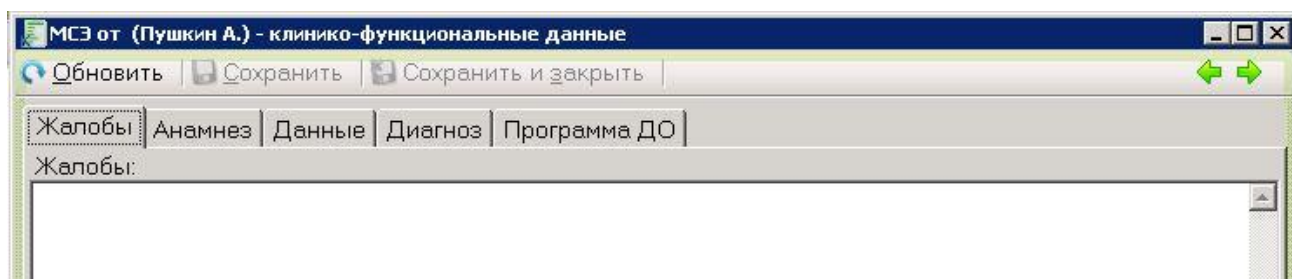 МСЭ от  (Пушкин А.) - клинико-функциональные данные
Обновить Сохранить Сохранить и закрыть
Жалобы Анамнез Данные Диагноз Программа ДО
Жалобы: